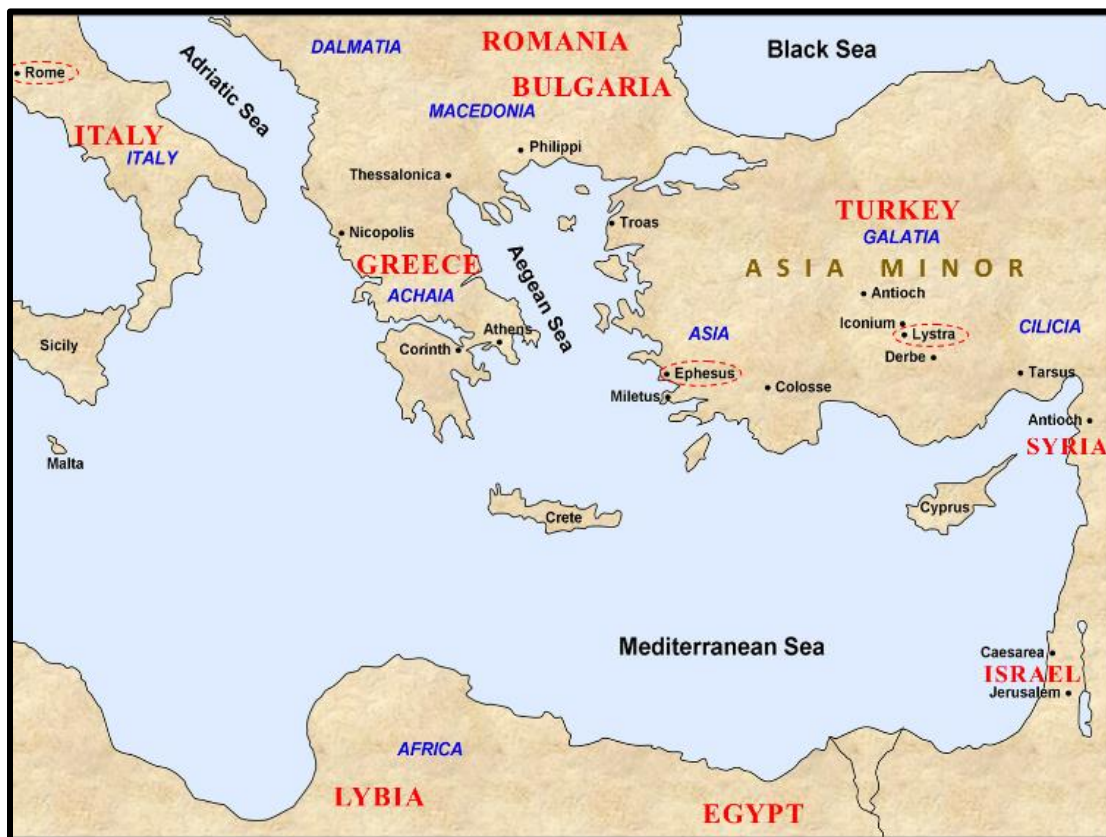 ROMANIA
DALMATIA
Black Sea
Rome
Adriatic Sea
BULGARIA
MACEDONIA
ITALY
ITALY
Philippi
Thessalonica
TURKEY
Troas
Nicopolis
GALATIA
GREECE
Aegean Sea
ASIA MINOR
ACHAIA
Antioch
Iconium
Lystra
CILICIA
Athens
ASIA
Sicily
Corinth
Derbe
Ephesus
Tarsus
Colosse
Miletus
Antioch
SYRIA
Malta
Cyprus
Crete
Mediterranean Sea
Caesarea
ISRAEL
Jerusalem
AFRICA
LYBIA
EGYPT